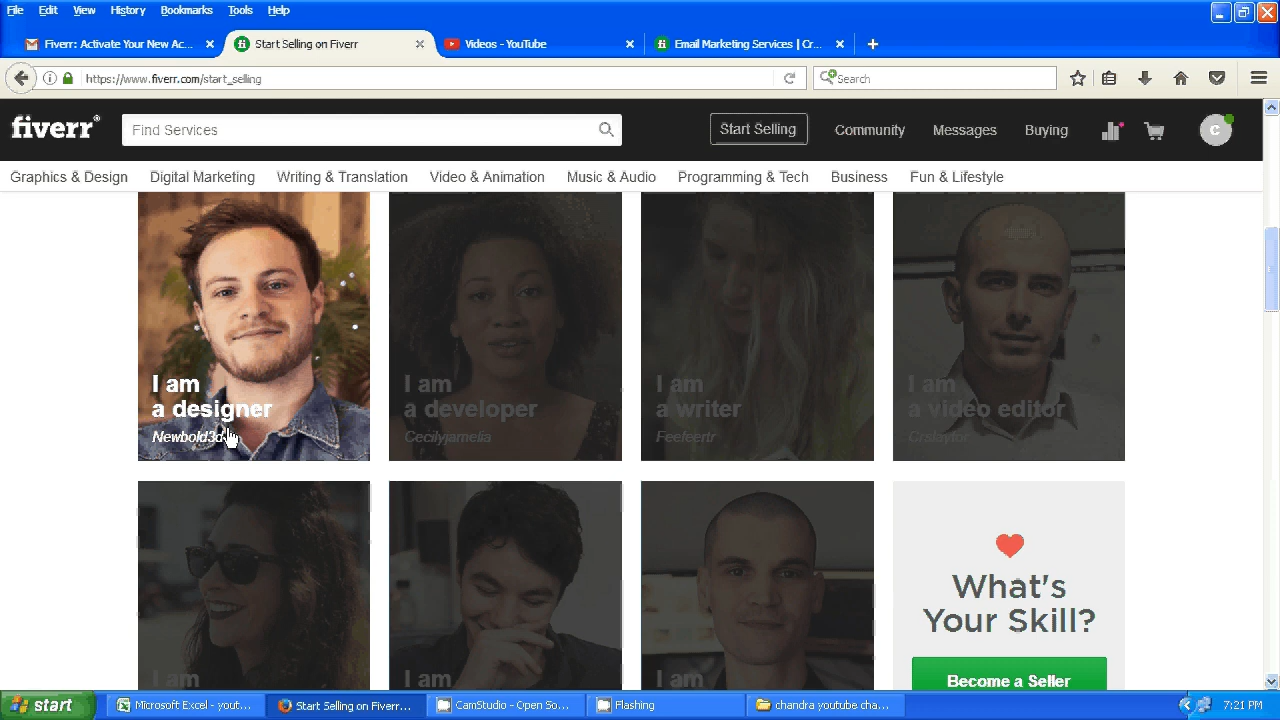 File Edit View History Bookmarks Tools Help
Fiverr: Activate Your New Ac...
Start Selling on Fiverr
Videos - YouTube
Email Marketing Services | Cr...
https://www.fiverr.com/start_selling
Search
fiverr®
Find Services
Start Selling
Community
Messages
Buying
C
Graphics & Design
Digital Marketing
Writing & Translation
Video & Animation
Music & Audio
Programming & Tech
Business
Fun & Lifestyle
I am
a designer
Newbold3d
I am
a developer
Cecilyjamelia
I am
a writer
Feefeertr
I am
a video editor
Crslaytor
I am
I am
I am
What's
Your Skill?
Become a Seller
start
Microsoft Excel - yout...
Start Selling on Fiverr...
CamStudio - Open So...
Flashing
chandra youtube cha...
7:21 PM